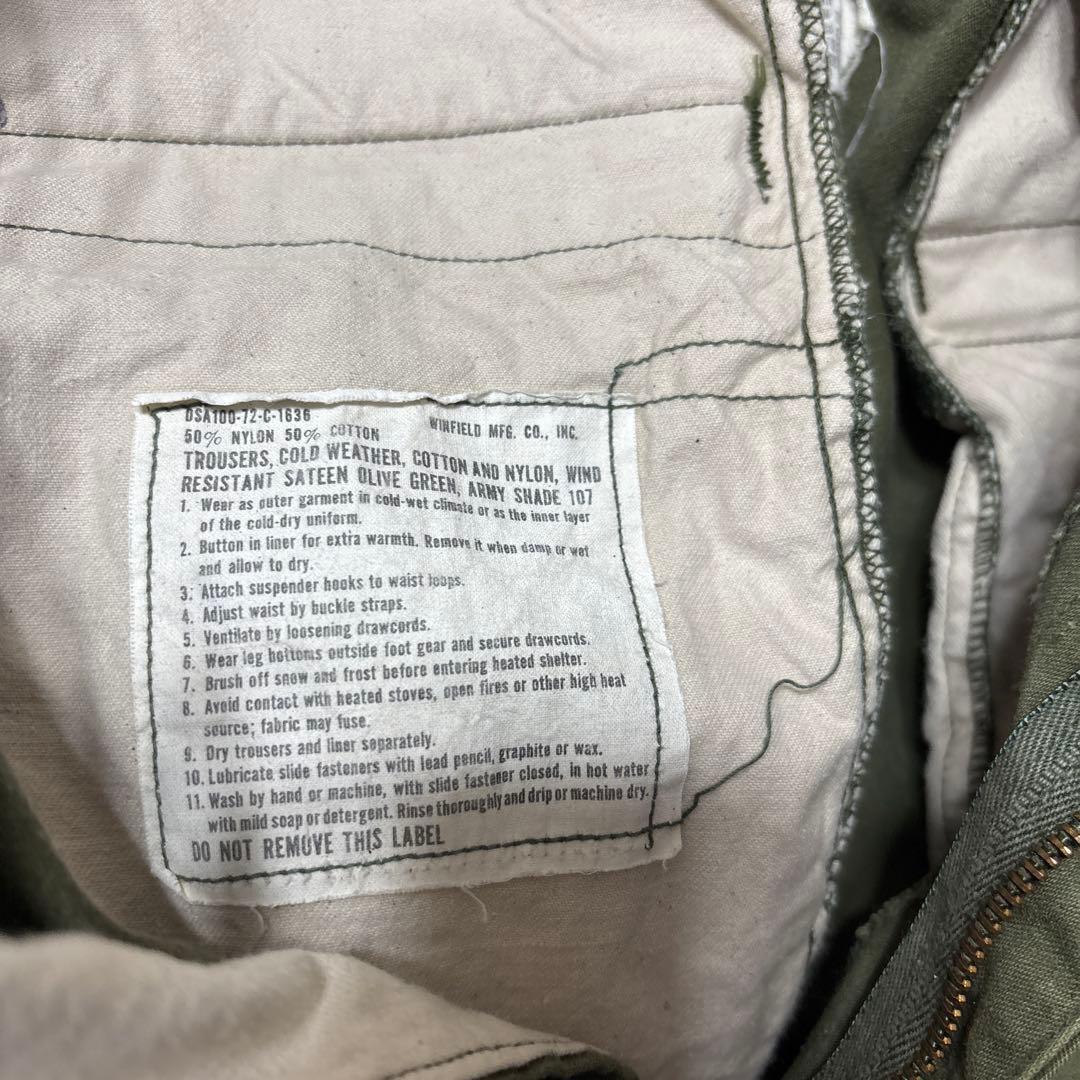 DSA100-72-C-1636
50% NYLON 50% COTTON WINFIELD MFG. CO., INC.
TROUSERS, COLD WEATHER, COTTON AND NYLON, WIND
RESISTANT SATEEN OLIVE GREEN, ARMY SHADE 107
1. Wear as outer garment in cold-wet climate or as the inner layer
of the cold-dry uniform.
2. Button in liner for extra warmth. Remove it when damp or wet
and allow to dry.
3. Attach suspender hooks to waist loops.
4. Adjust waist by buckle straps.
5. Ventilate by loosening drawcords.
6. Wear leg bottoms outside foot gear and secure drawcords.
7. Brush off snow and frost before entering heated shelter.
8. Avoid contact with heated stoves, open fires or other high heat
source; fabric may fuse.
9. Dry trousers and liner separately.
10. Lubricate slide fasteners with lead pencil, graphite or wax.
11. Wash by hand or machine, with slide fastener closed, in hot water
with mild soap or detergent. Rinse thoroughly and drip or machine dry.
DO NOT REMOVE THIS LABEL